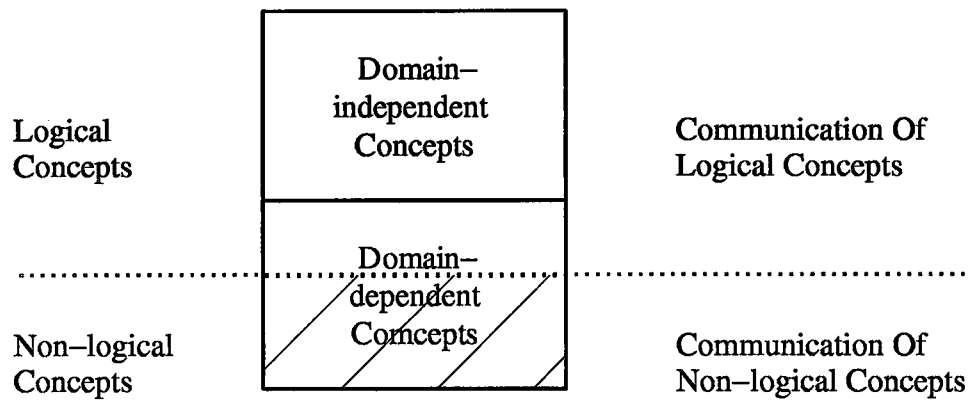 Domain–
independent
Concepts
Logical
Concepts
Communication Of
Logical Concepts
Domain–
dependent
Comcepts
Non–logical
Concepts
Communication Of
Non–logical Concepts